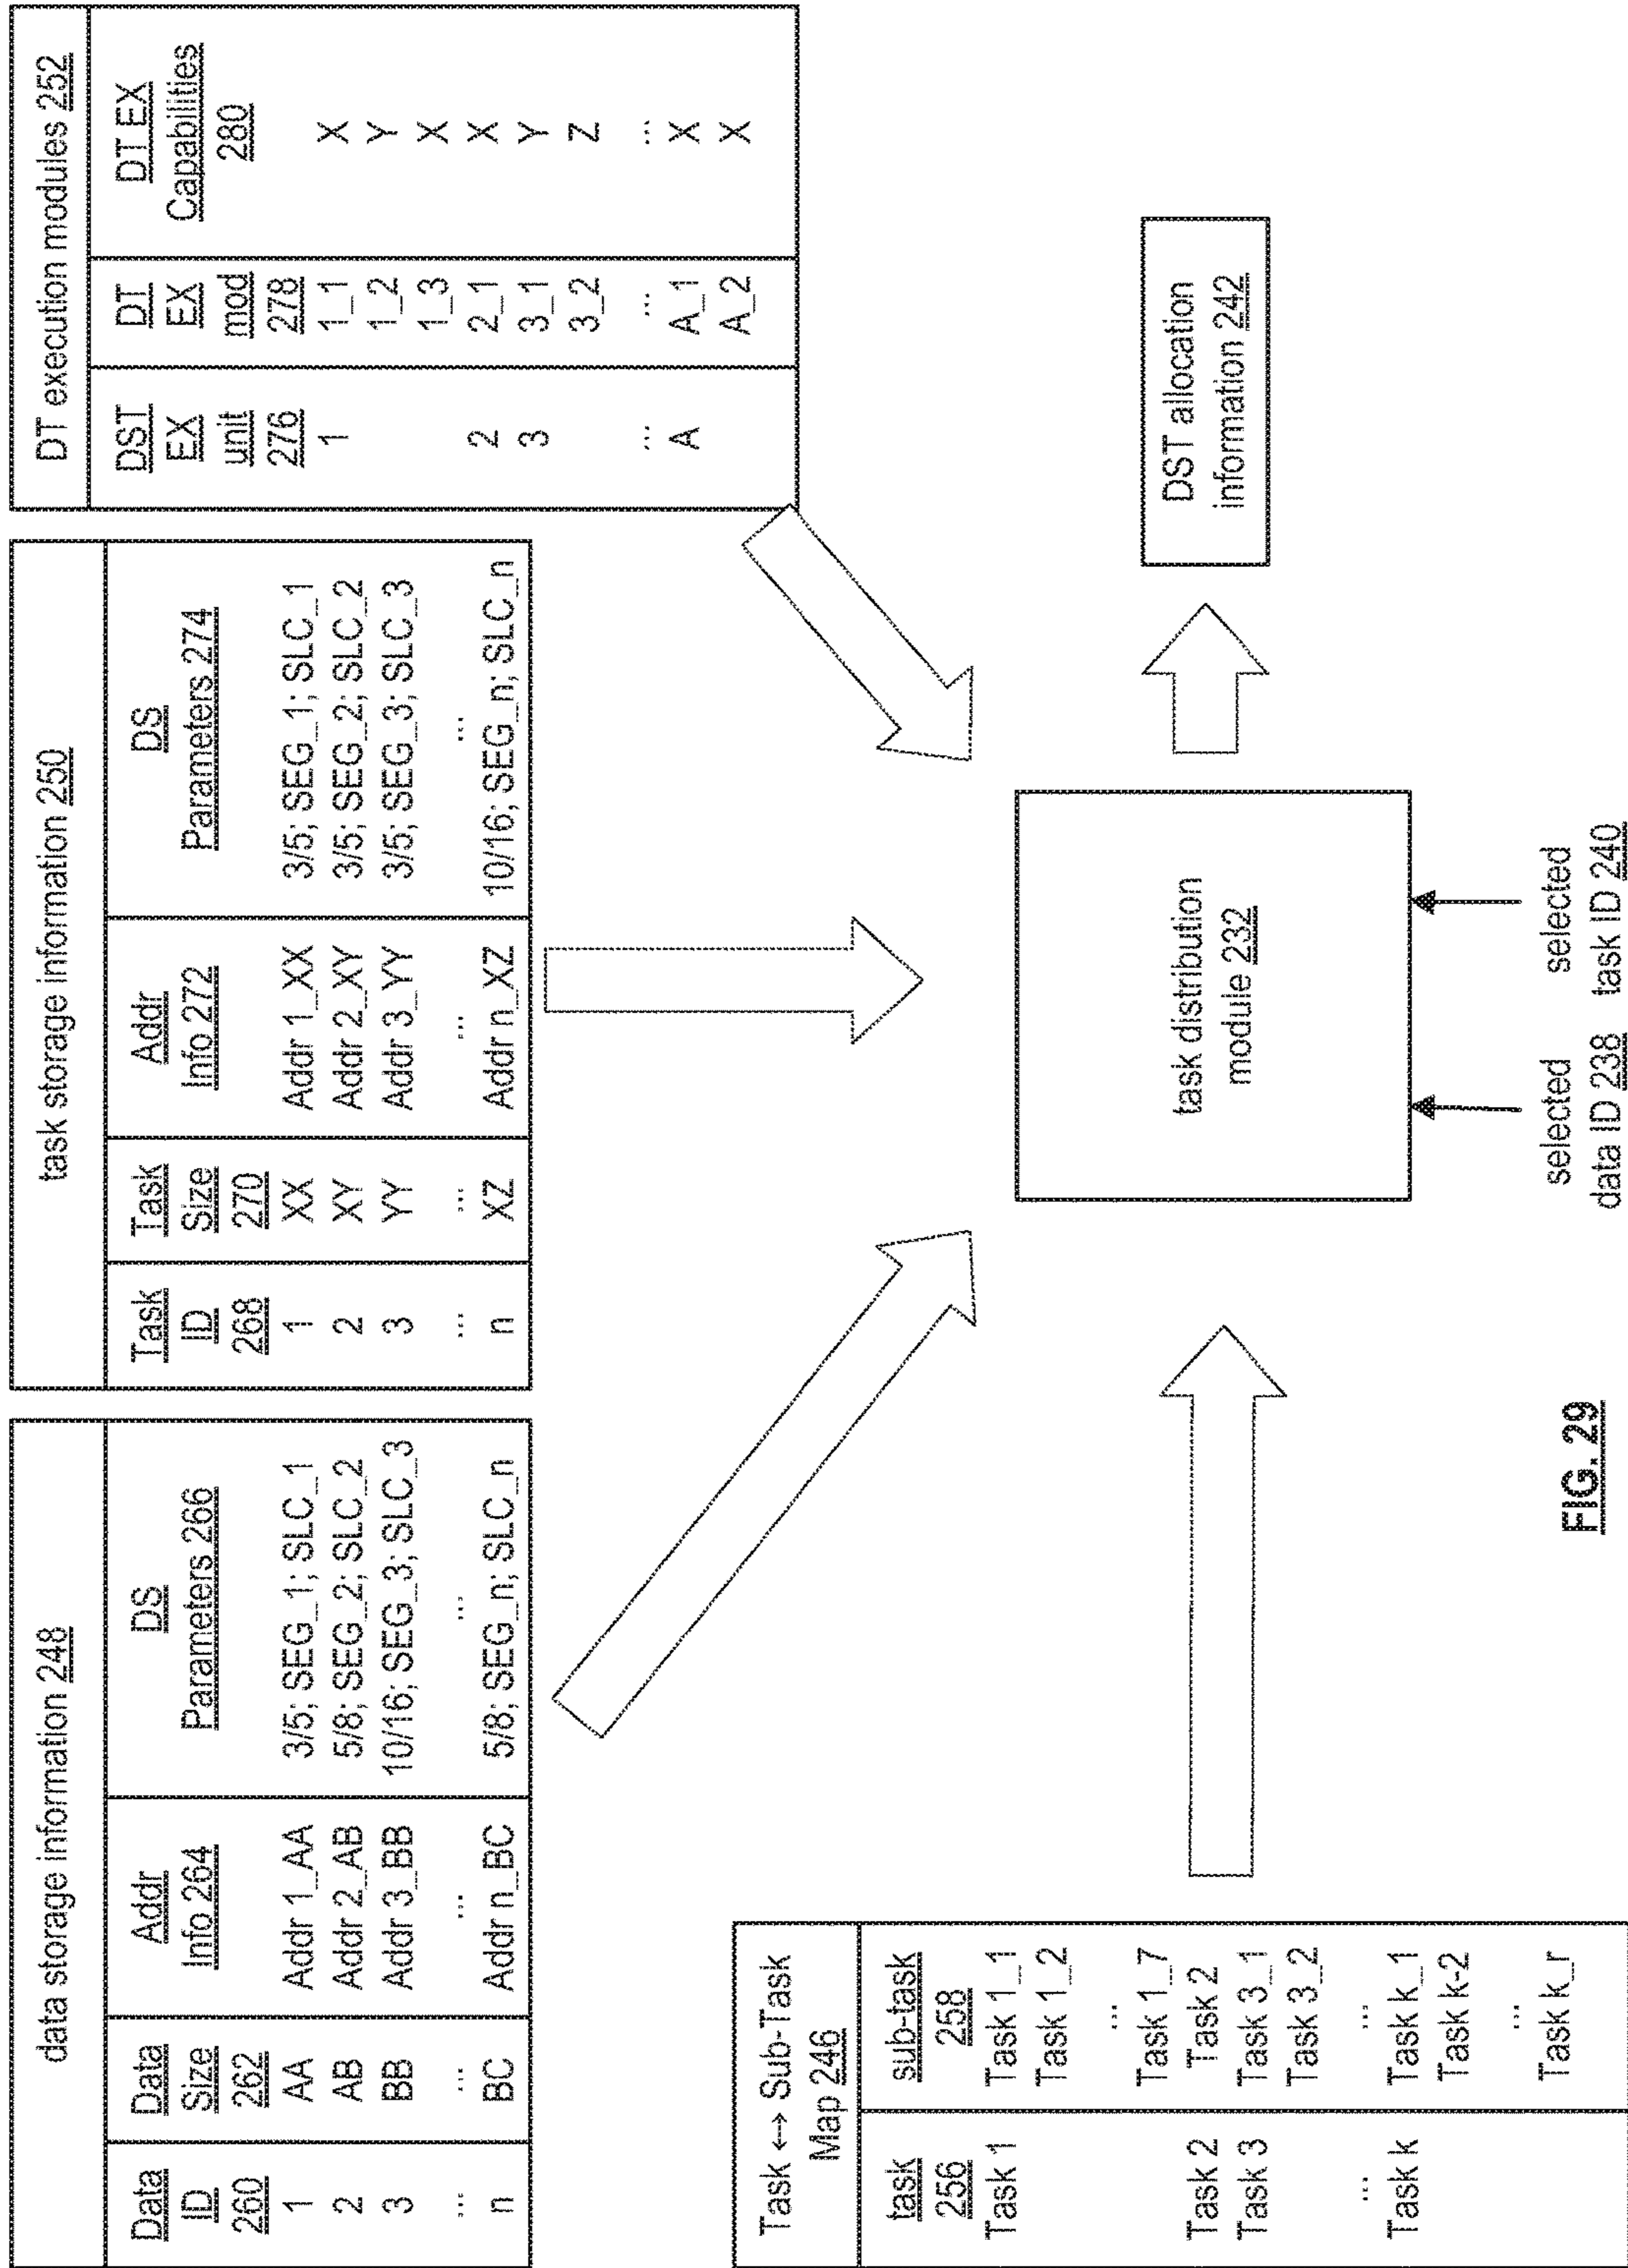 data storage information 248
Data ID 260 | Data Size 262 | Addr Info 264 | DS Parameters 266
1 | AA | Addr 1_AA | 3/5; SEG_1; SLC_1
2 | AB | Addr 2_AB | 5/8; SEG_2; SLC_2
3 | BB | Addr 3_BB | 10/16; SEG_3; SLC_3
... | ... | ... | ...
n | BC | Addr n_BC | 5/8; SEG_n; SLC_n
task storage information 250
Task ID 268 | Task Size 270 | Addr Info 272 | DS Parameters 274
1 | XX | Addr 1_XX | 3/5; SEG_1; SLC_1
2 | XY | Addr 2_XY | 3/5; SEG_2; SLC_2
3 | YY | Addr 3_YY | 3/5; SEG_3; SLC_3
... | ... | ... | ...
n | XZ | Addr n_XZ | 10/16; SEG_n; SLC_n
DT execution modules 252
DST EX unit 276 | DT EX mod 278 | DT EX Capabilities 280
1 | 1_1 | X
1_2 | Y
1_3 | X
2 | 2_1 | X
3 | 3_1 | Y
3_2 | Z
... | ... | ...
A | A_1 | X
A_2 | X
Task ↔ Sub-Task
Map 246
task 256 | sub-task 258
Task 1 | Task 1_1
Task 1_2
...
Task 1_7
Task 2 | Task 2
Task 3 | Task 3_1
Task 3_2
... | ...
Task k | Task k_1
Task k-2
...
Task k_r
task distribution
module 232
selected
data ID 238
selected
task ID 240
DST allocation
information 242
FIG. 29